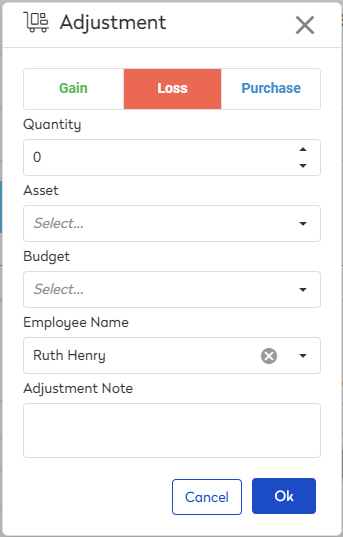 Adjustment
Gain Loss Purchase
Quantity
0
Asset
Select...
Budget
Select...
Employee Name
Ruth Henry
Adjustment Note
Cancel Ok